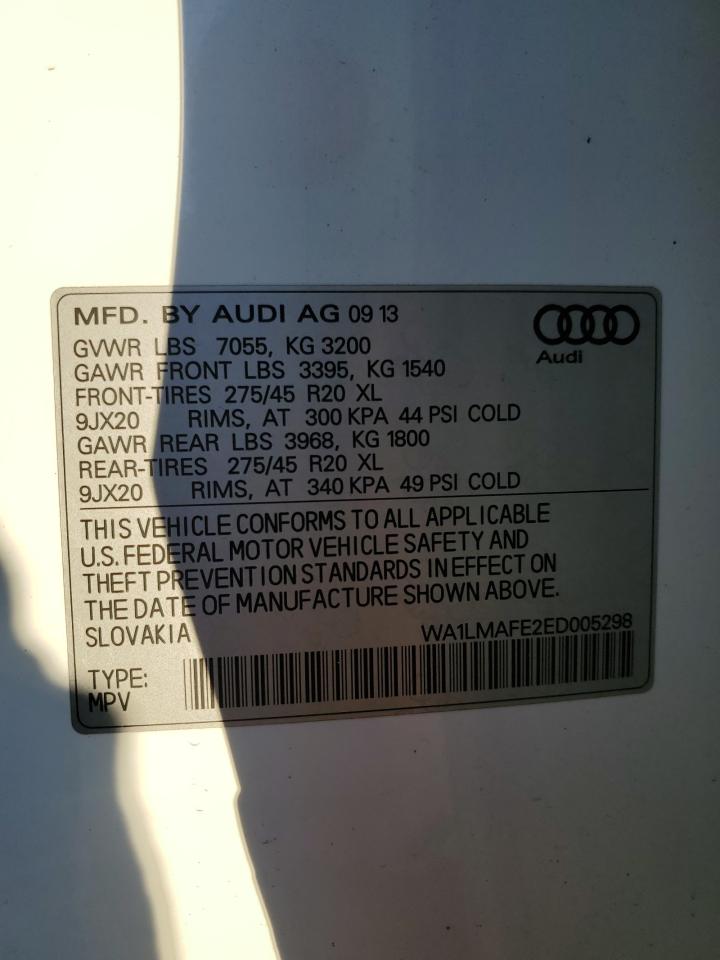 MFD. BY AUDI AG 09 13
Audi
GVWR LBS 7055, KG 3200
GAWR FRONT LBS 3395, KG 1540
FRONT-TIRES 275/45 R20 XL
9JX20 RIMS, AT 300 KPA 44 PSI COLD
GAWR REAR LBS 3968, KG 1800
REAR-TIRES 275/45 R20 XL
9JX20 RIMS, AT 340 KPA 49 PSI COLD
THIS VEHICLE CONFORMS TO ALL APPLICABLE
U.S. FEDERAL MOTOR VEHICLE SAFETY AND
THEFT PREVENTION STANDARDS IN EFFECT ON
THE DATE OF MANUFACTURE SHOWN ABOVE.
SLOVAKIA WA1LMAFE2ED005298
TYPE:
MPV